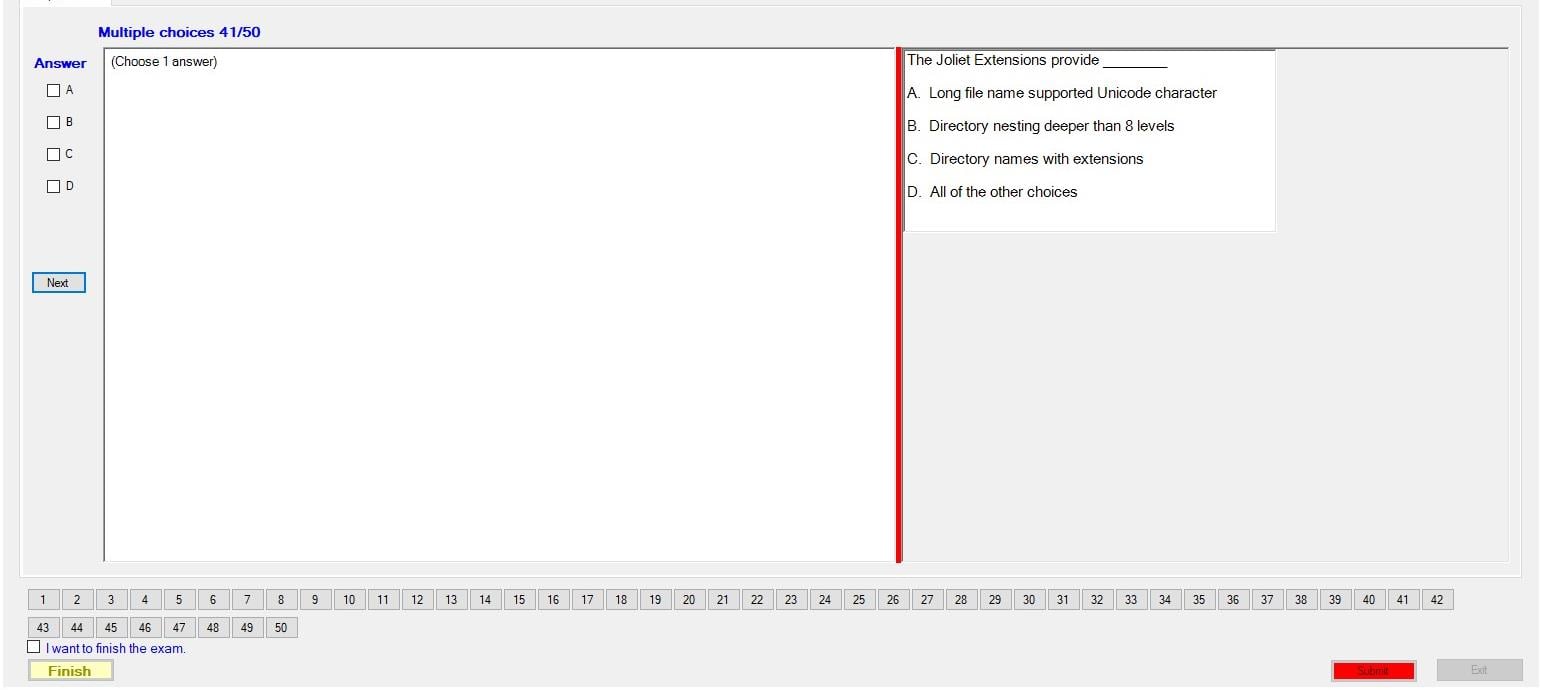 Multiple choices 41/50
Answer
(Choose 1 answer)
A
B
C
D
Next
The Joliet Extensions provide ________
A. Long file name supported Unicode character
B. Directory nesting deeper than 8 levels
C. Directory names with extensions
D. All of the other choices
1 2 3 4 5 6 7 8 9 10 11 12 13 14 15 16 17 18 19 20 21 22 23 24 25 26 27 28 29 30 31 32 33 34 35 36 37 38 39 40 41 42
43 44 45 46 47 48 49 50
I want to finish the exam.
Finish
Submit
Exit